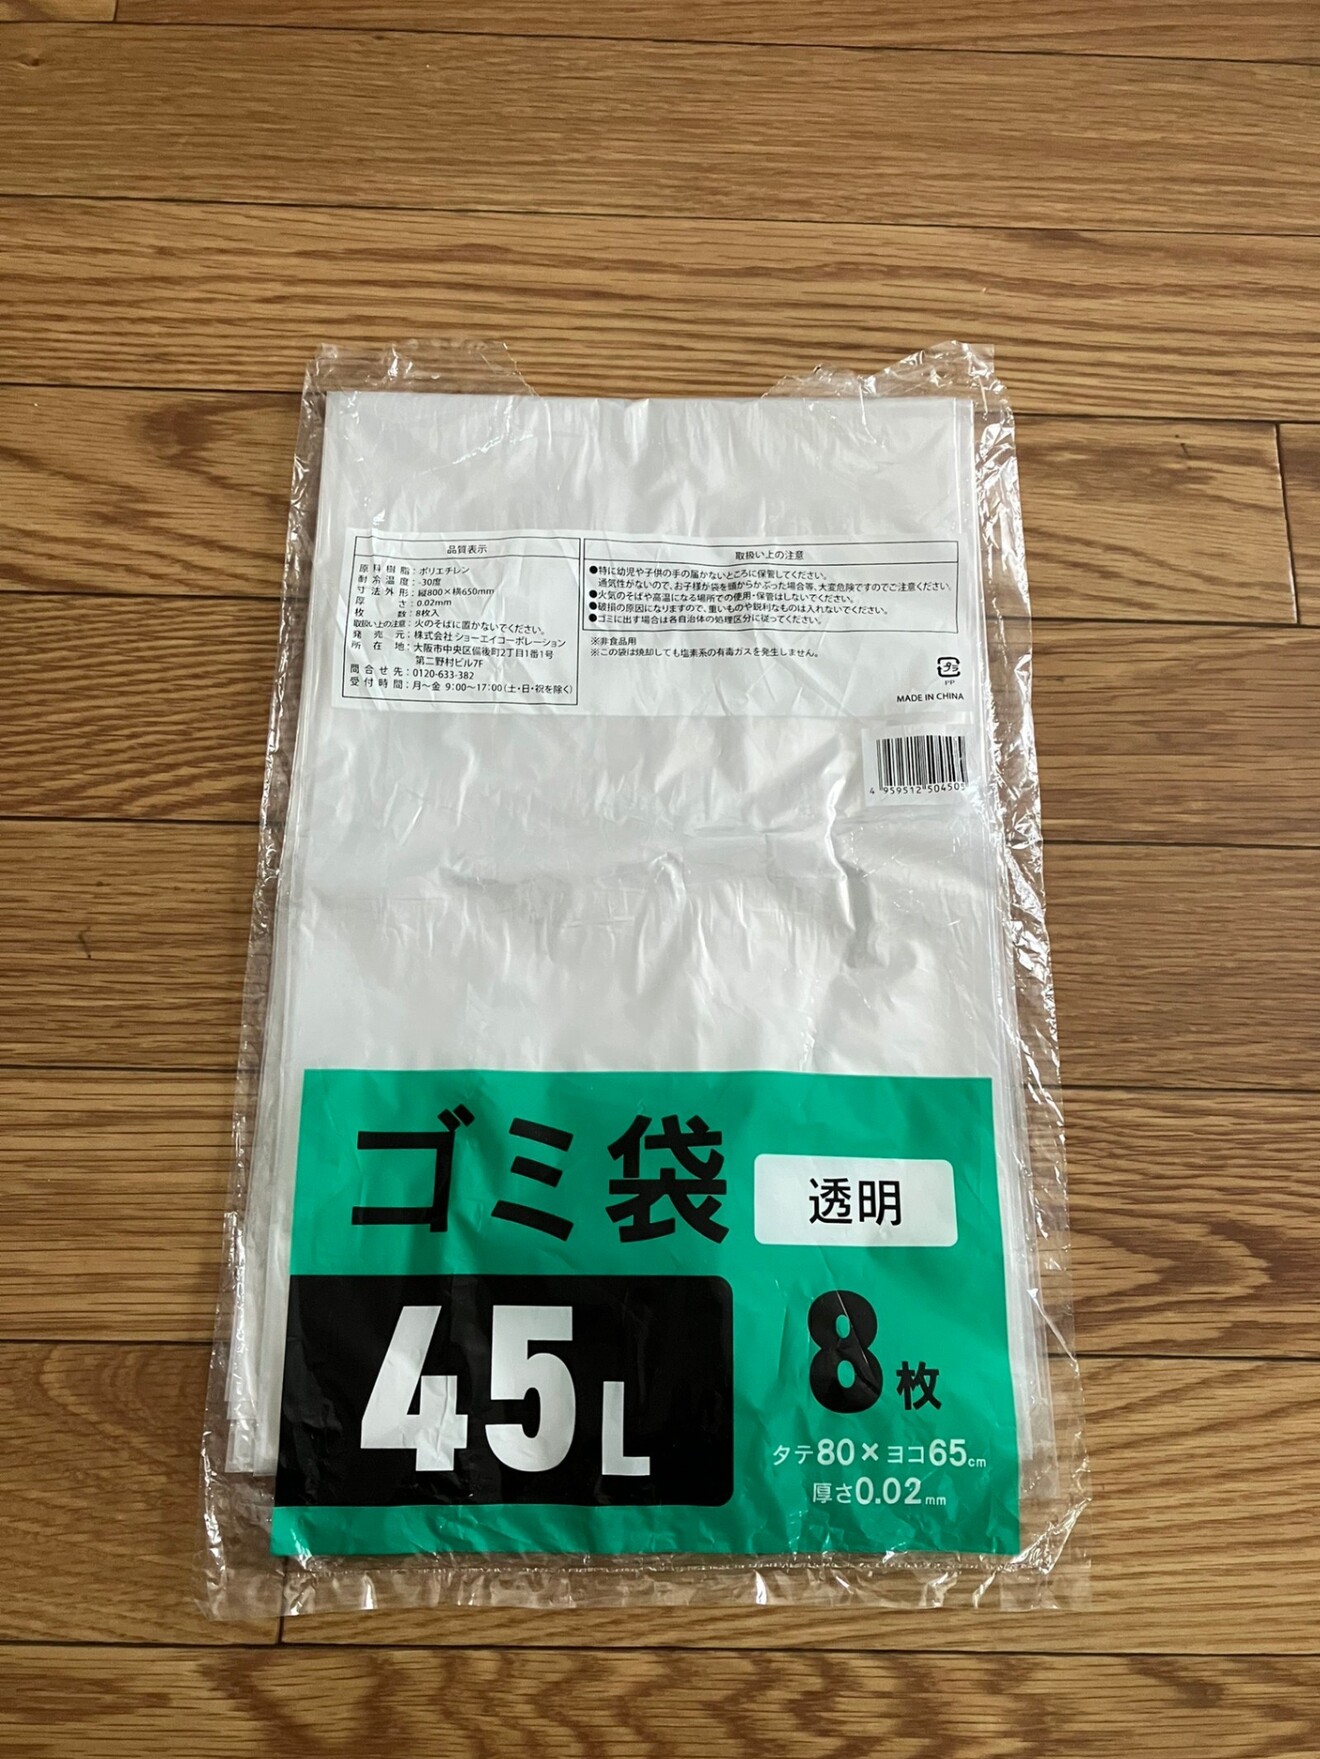 品質表示
原料樹脂：ポリエチレン
耐冷温度：-30度
寸法外形：縦800×横650mm
厚さ：0.02mm
枚数：8枚入
取扱い上の注意：火のそばに置かないでください。
発売元：株式会社 ショーエイコーポレーション
所在地：大阪市中央区備後町2丁目1番1号
第二野村ビル7F
問合せ先：0120-633-382
受付時間：月～金 9：00～17：00（土・日・祝を除く）
取扱い上の注意
●特に幼児や子供の手の届かないところに保管してください。
通気性がないので、お子様が袋を頭からかぶった場合等、大変危険ですのでご注意ください。
●火気のそばや高温になる場所での使用・保管はしないでください。
●破損の原因になりますので、重いものや鋭利なものは入れないでください。
●ゴミに出す場合は各自治体の処理区分に従ってください。
※非食品用
※この袋は焼却しても塩素系の有毒ガスを発生しません。
プラ
PP
MADE IN CHINA
4 959512 504505
ゴミ袋
透明
45L
8枚
タテ80×ヨコ65cm
厚さ0.02mm